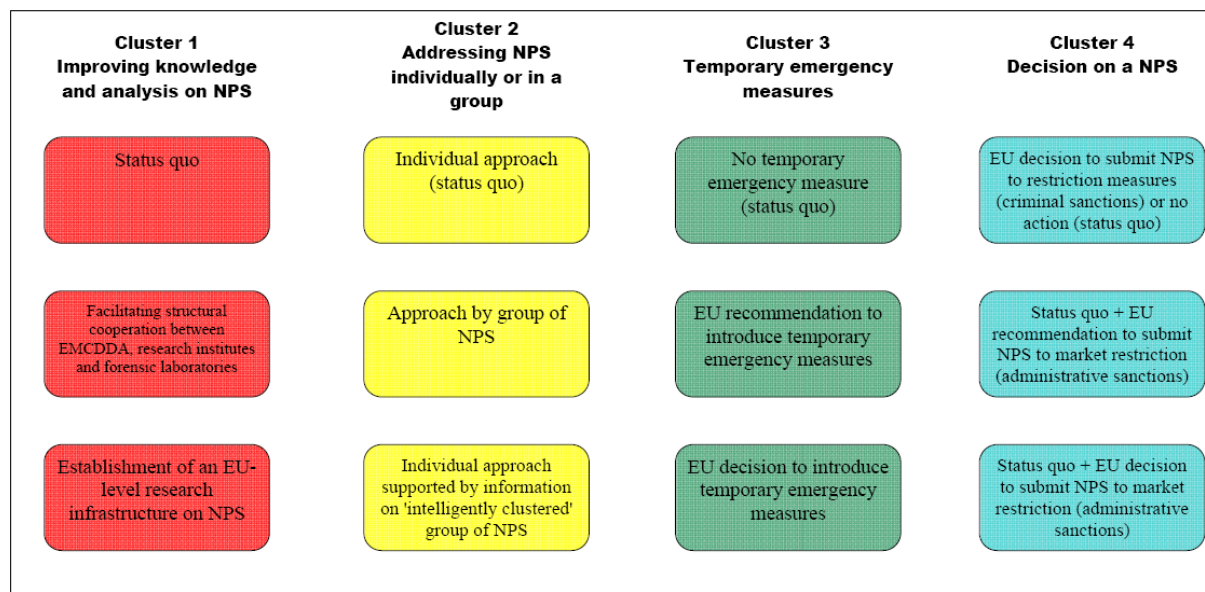 Cluster 1
Improving knowledge
and analysis on NPS
Cluster 2
Addressing NPS
individually or in a
group
Cluster 3
Temporary emergency
measures
Cluster 4
Decision on a NPS
Status quo
Individual approach
(status quo)
No temporary
emergency measure
(status quo)
EU decision to submit NPS
to restriction measures
(criminal sanctions) or no
action (status quo)
Facilitating structural
cooperation between
EMCDDA, research institutes
and forensic laboratories
Approach by group of
NPS
EU recommendation to
introduce temporary
emergency measures
Status quo + EU
recommendation to submit
NPS to market restriction
(administrative sanctions)
Establishment of an EU-
level research
infrastructure on NPS
Individual approach
supported by information
on 'intelligently clustered'
group of NPS
EU decision to introduce
temporary emergency
measures
Status quo + EU decision
to submit NPS to market
restriction (administrative
sanctions)